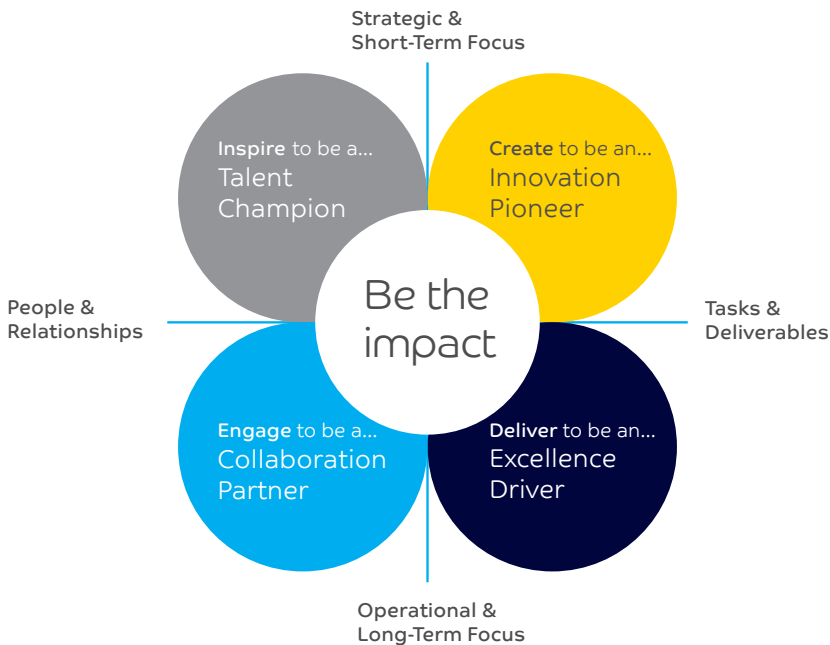 Strategic &
Short-Term Focus
Inspire to be a...
Talent
Champion
Create to be an...
Innovation
Pioneer
People &
Relationships
Be the
impact
Tasks &
Deliverables
Engage to be a...
Collaboration
Partner
Deliver to be an...
Excellence
Driver
Operational &
Long-Term Focus